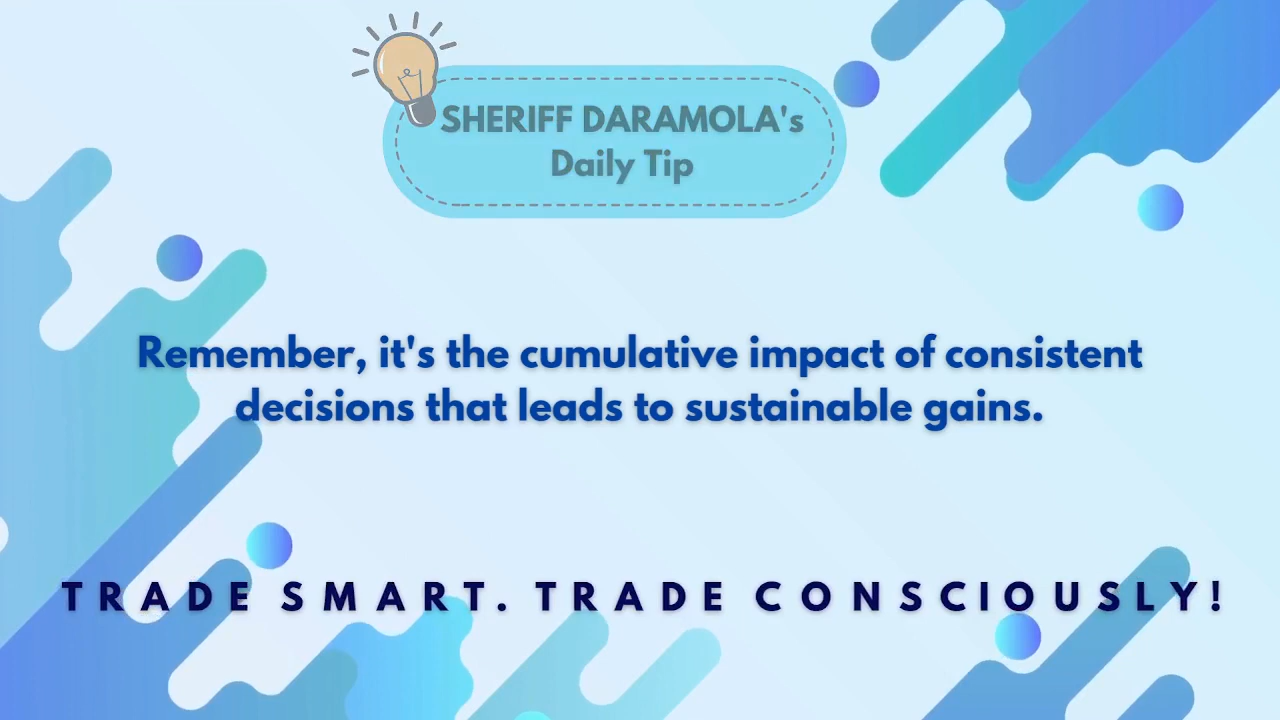 SHERIFF DARAMOLA's
Daily Tip
Remember, it's the cumulative impact of consistent
decisions that leads to sustainable gains.
TRADE SMART. TRADE CONSCIOUSLY!